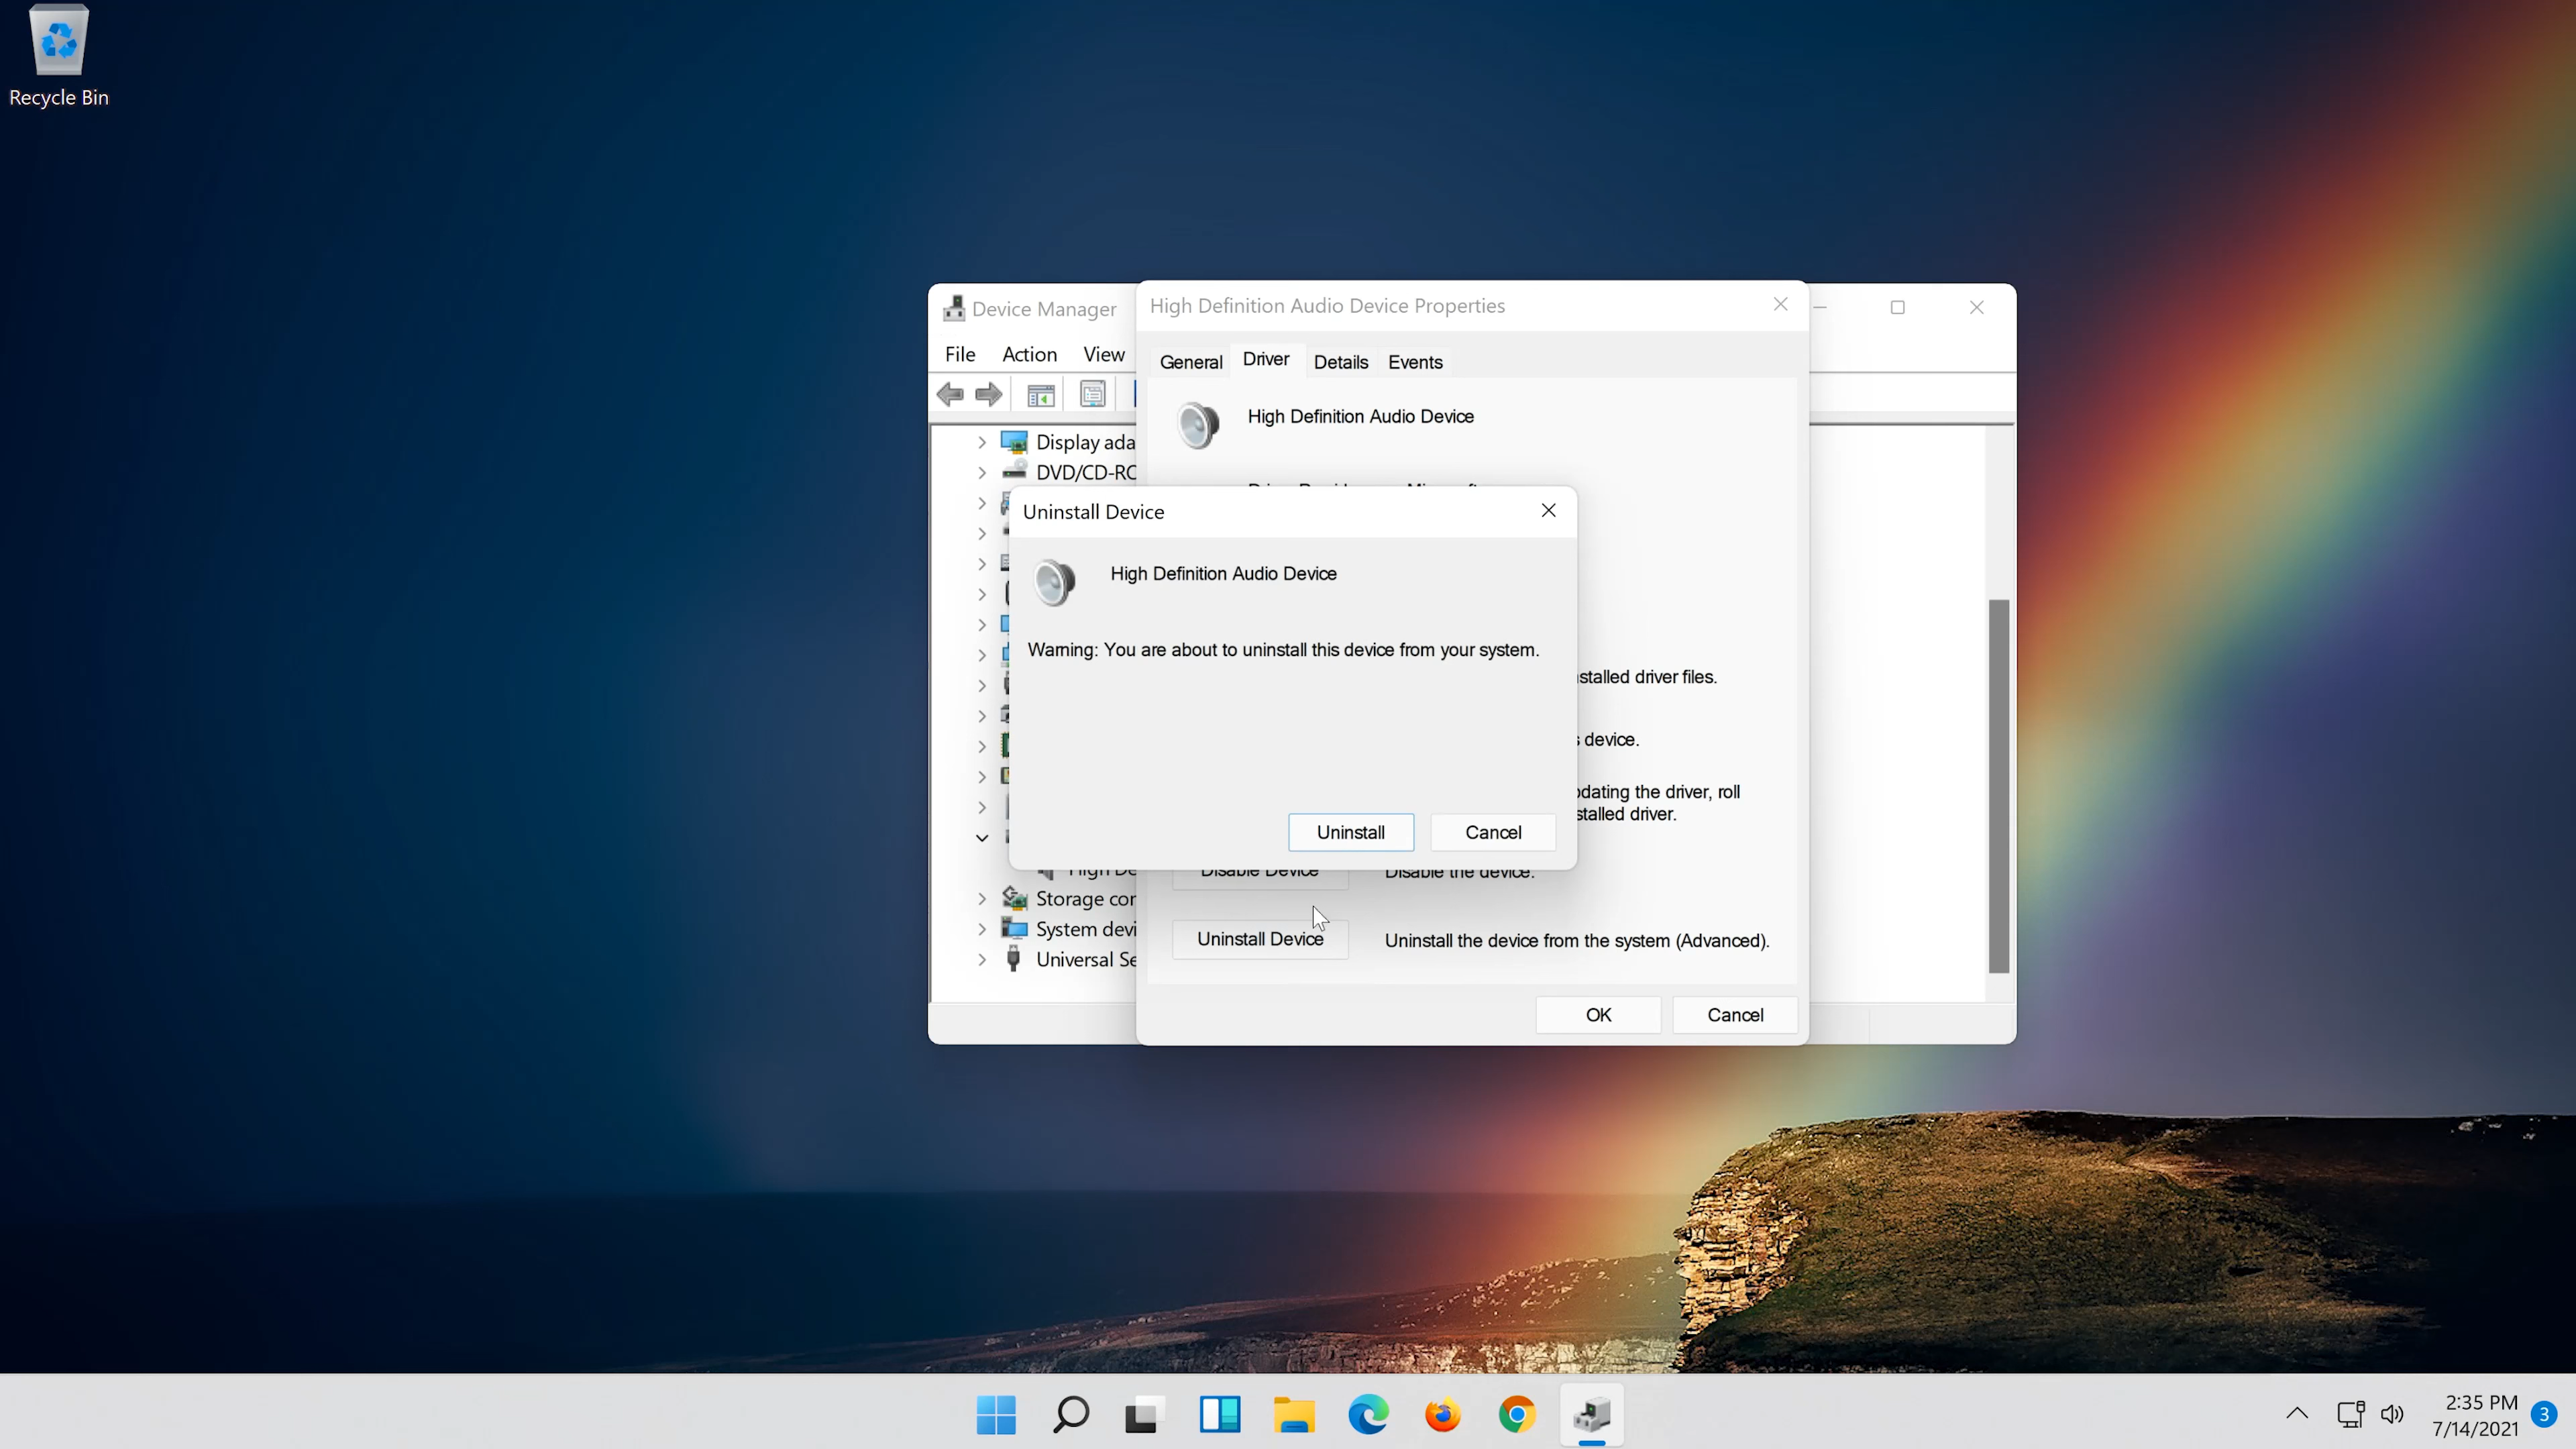 Recycle Bin
Device Manager
File Action View
Display ada
DVD/CD-RC
High De
Storage cor
System devi
Universal Se
High Definition Audio Device Properties
General Driver Details Events
High Definition Audio Device
Uninstall Device
High Definition Audio Device
Warning: You are about to uninstall this device from your system.
Uninstall Cancel
stalled driver files.
s device.
dating the driver, roll
stalled driver.
Disable Device Disable the device.
Uninstall Device Uninstall the device from the system (Advanced).
OK Cancel
2:35 PM
7/14/2021
3